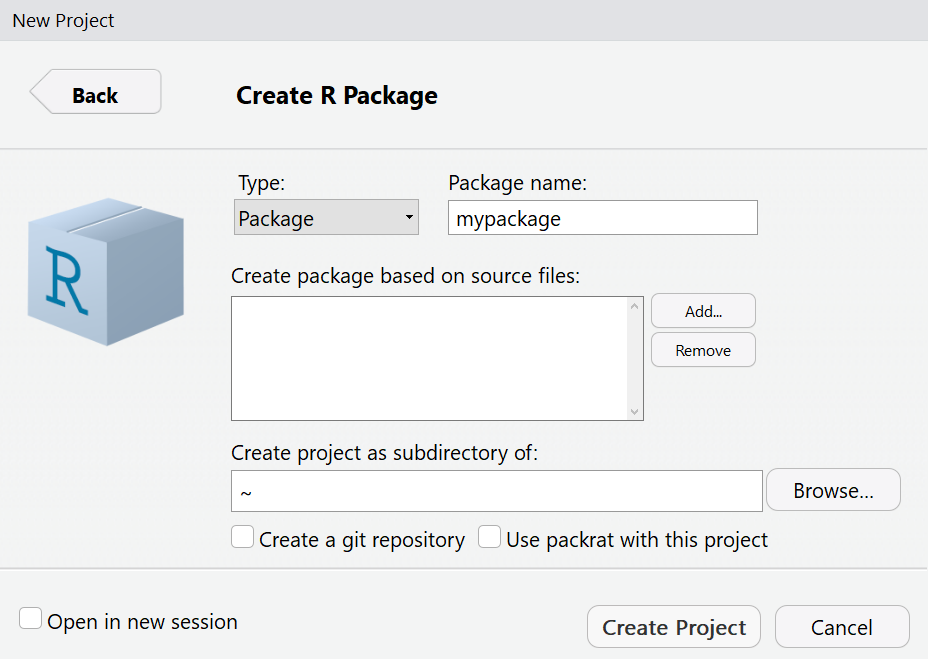 New Project
Back
Create R Package
Type:
Package name:
Package
mypackage
R
Create package based on source files:
Add...
Remove
Create project as subdirectory of:
~
Browse...
Create a git repository
Use packrat with this project
Open in new session
Create Project
Cancel